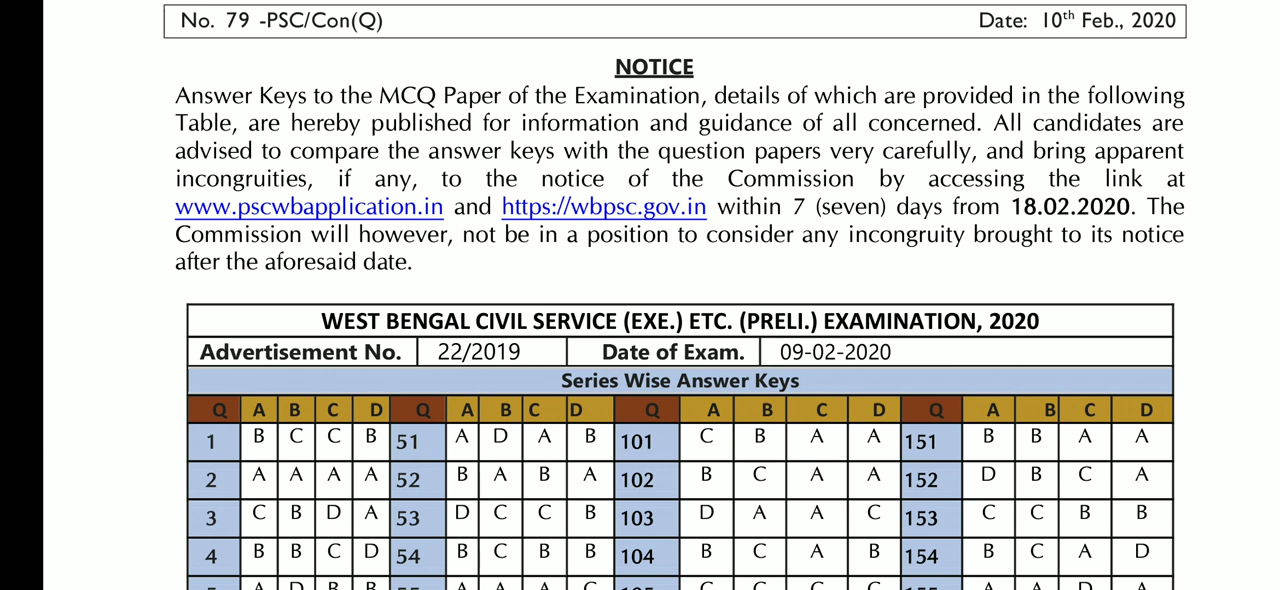 No. 79 -PSC/Con(Q) Date: 10th Feb., 2020
NOTICE
Answer Keys to the MCQ Paper of the Examination, details of which are provided in the following
Table, are hereby published for information and guidance of all concerned. All candidates are
advised to compare the answer keys with the question papers very carefully, and bring apparent
incongruities, if any, to the notice of the Commission by accessing the link at
www.pscwbapplication.in and https://wbpsc.gov.in within 7 (seven) days from 18.02.2020. The
Commission will however, not be in a position to consider any incongruity brought to its notice
after the aforesaid date.
WEST BENGAL CIVIL SERVICE (EXE.) ETC. (PRELI.) EXAMINATION, 2020
Advertisement No. 22/2019 Date of Exam. 09-02-2020
Series Wise Answer Keys
Q A B C D Q A B C D Q A B C D Q A B C D
1 B C C B 51 A D A B 101 C B A A 151 B B A A
2 A A A A 52 B A B A 102 B C A A 152 D B C A
3 C B D A 53 D C C B 103 D A A C 153 C C B B
4 B B C D 54 B C B B 104 B C A B 154 B C A D